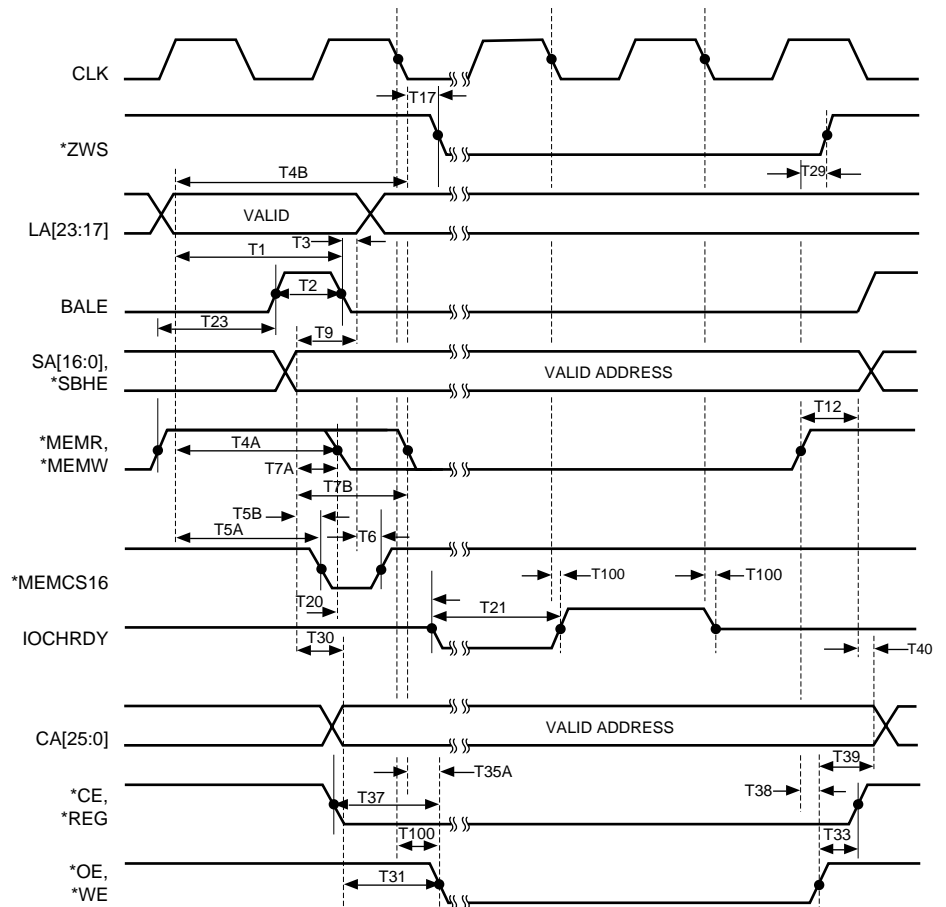 CLK
T17
*ZWS
T4B
T29
VALID
LA[23:17]
T3
T1
T2
BALE
T23
T9
SA[16:0],
*SBHE
VALID ADDRESS
T12
*MEMR,
*MEMW
T4A
T7A
T7B
T5B
T5A
T6
*MEMCS16
T100
T100
T20
T21
IOCHRDY
T30
T40
CA[25:0]
VALID ADDRESS
T39
T35A
*CE,
*REG
T37
T38
T100
T33
*OE,
*WE
T31